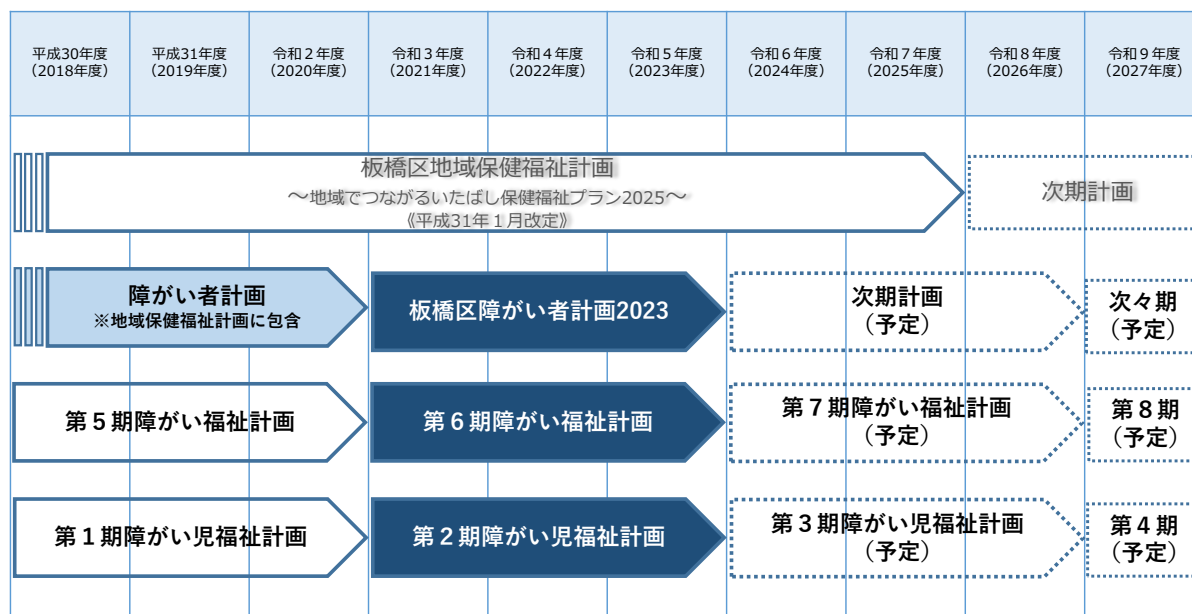 平成30年度 平成31年度 令和２年度 令和３年度 令和４年度 令和５年度 令和６年度 令和７年度 令和８年度 令和９年度
（2018年度） （2019年度） （2020年度） （2021年度） （2022年度） （2023年度） （2024年度） （2025年度） （2026年度） （2027年度）
板橋区地域保健福祉計画
～地域でつながるいたばし保健福祉プラン2025～
《平成31年１月改定》
次期計画
障がい者計画
※地域保健福祉計画に包含
板橋区障がい者計画2023
次期計画
（予定）
次々期
（予定）
第５期障がい福祉計画
第６期障がい福祉計画
第７期障がい福祉計画
（予定）
第８期
（予定）
第１期障がい児福祉計画
第２期障がい児福祉計画
第３期障がい児福祉計画
（予定）
第４期
（予定）